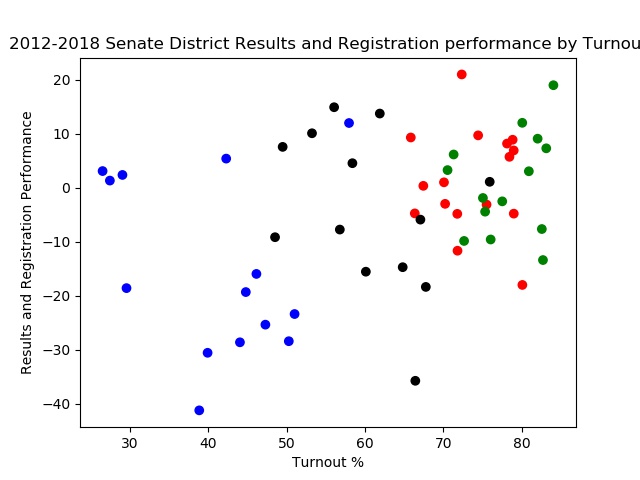 2012-2018 Senate District Results and Registration performance by Turnou
20
10
0
−10
−20
−30
−40
Results and Registration Performance
30 40 50 60 70 80
Turnout %